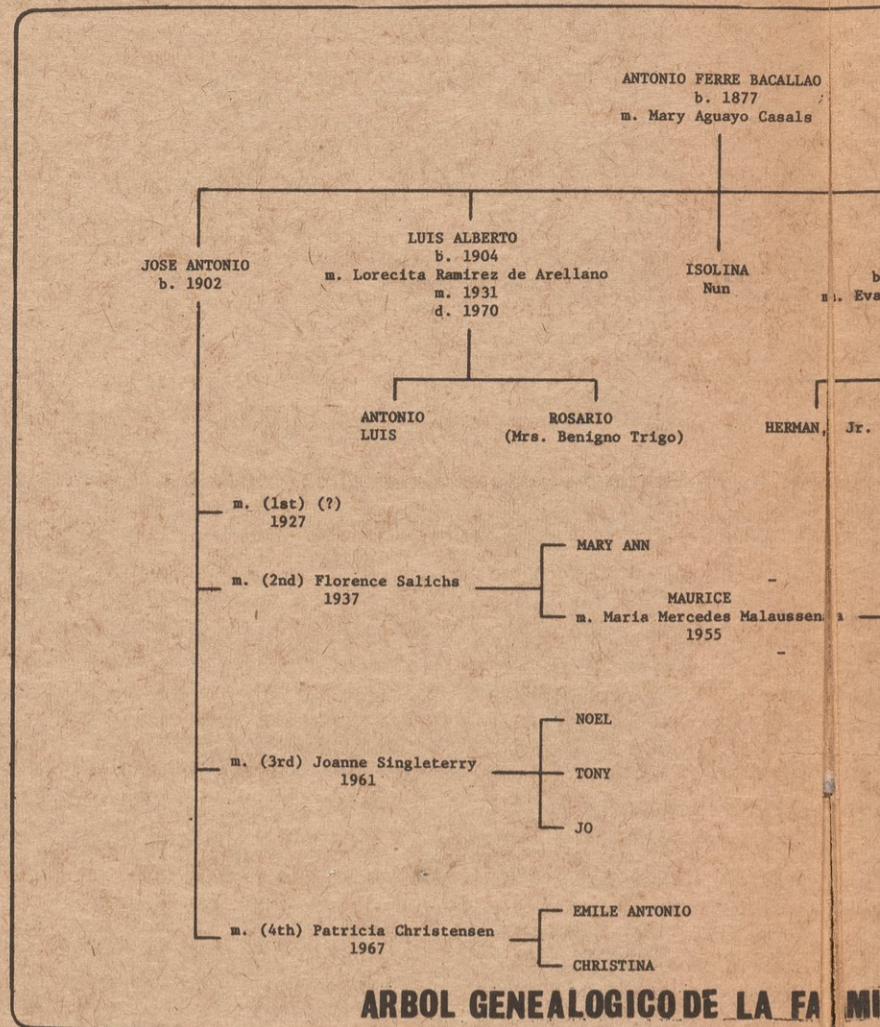 ANTONIO FERRE BACALLAO
b. 1877
m. Mary Aguayo Casals
JOSE ANTONIO
b. 1902
LUIS ALBERTO
b. 1904
m. Lorecita Ramirez de Arellano
m. 1931
d. 1970
ISOLINA
Nun
b
m. Eva
ANTONIO
LUIS
ROSARIO
(Mrs. Benigno Trigo)
HERMAN, Jr.
m. (1st) (?)
1927
m. (2nd) Florence Salichs
1937
MARY ANN
MAURICE
m. Maria Mercedes Malaussena
1955
m. (3rd) Joanne Singleterry
1961
NOEL
TONY
JO
m. (4th) Patricia Christensen
1967
EMILE ANTONIO
CHRISTINA
ARBOL GENEALOGICO DE LA FAMI